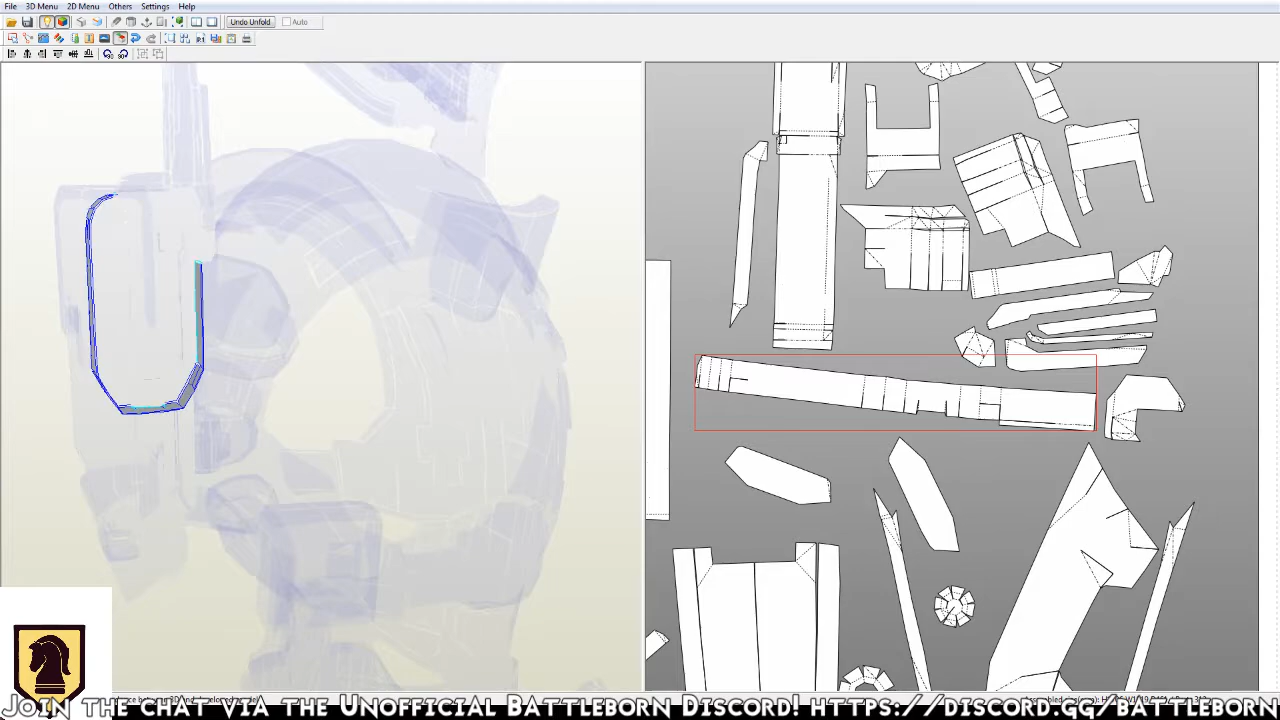 File 3D Menu 2D Menu Others Settings Help
Undo Unfold Auto
Join the chat via the Unofficial Battleborn Discord! https://discord.gg/battleborn